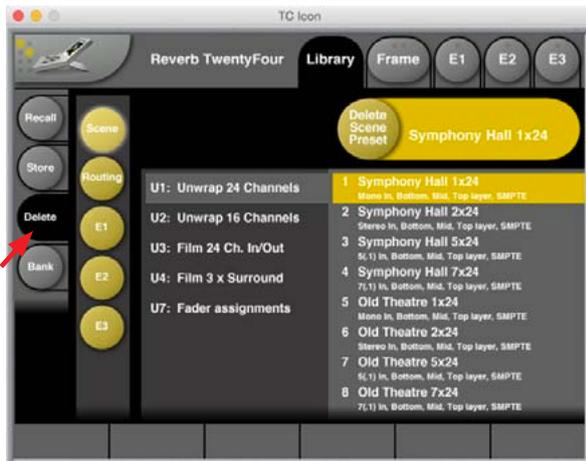 TC Icon
Reverb TwentyFour
Library
Frame
E1
E2
E3
Recall
Store
Delete
Bank
Scene
Routing
E1
E2
E3
Delete
Scene
Preset
Symphony Hall 1x24
U1: Unwrap 24 Channels
U2: Unwrap 16 Channels
U3: Film 24 Ch. In/Out
U4: Film 3 x Surround
U7: Fader assignments
1 Symphony Hall 1x24
Mono In, Bottom, Mid, Top layer, SMPTE
2 Symphony Hall 2x24
Stereo In, Bottom, Mid, Top layer, SMPTE
3 Symphony Hall 5x24
5(.1) In, Bottom, Mid, Top layer, SMPTE
4 Symphony Hall 7x24
7(.1) In, Bottom, Mid, Top layer, SMPTE
5 Old Theatre 1x24
Mono In, Bottom, Mid, Top layer, SMPTE
6 Old Theatre 2x24
Stereo In, Bottom, Mid, Top layer, SMPTE
7 Old Theatre 5x24
5(.1) In, Bottom, Mid, Top layer, SMPTE
8 Old Theatre 7x24
7(.1) In, Bottom, Mid, Top layer, SMPTE